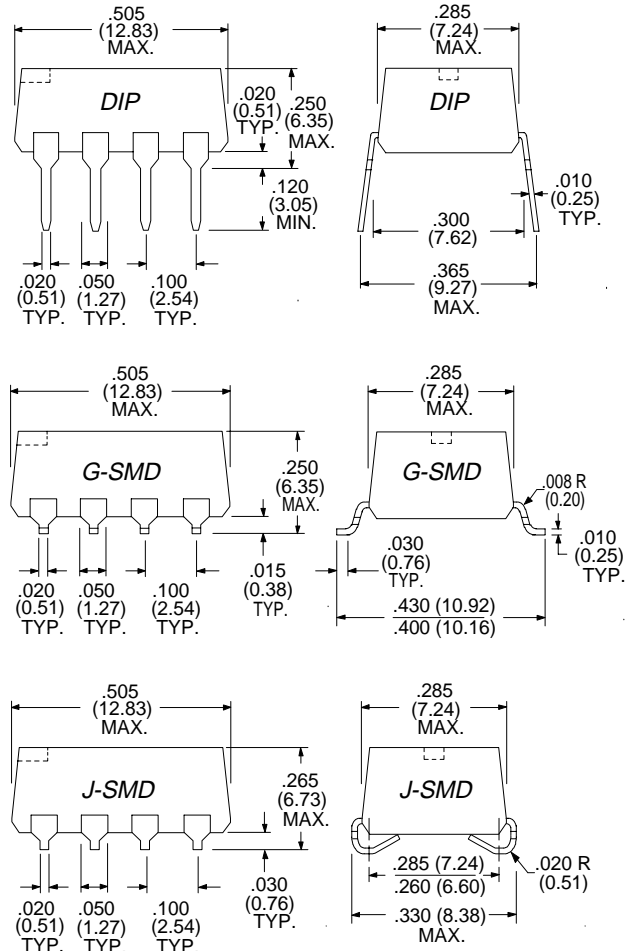 .505
(12.83)
MAX.
DIP
.020
(0.51)
TYP.
.250
(6.35)
MAX.
.120
(3.05)
MIN.
.020
(0.51)
TYP.
.050
(1.27)
TYP.
.100
(2.54)
TYP.
.285
(7.24)
MAX.
DIP
.010
(0.25)
TYP.
.300
(7.62)
.365
(9.27)
MAX.
.505
(12.83)
MAX.
G-SMD
.250
(6.35)
MAX.
.020
(0.51)
TYP.
.050
(1.27)
TYP.
.100
(2.54)
TYP.
.015
(0.38)
TYP.
.285
(7.24)
MAX.
G-SMD
.008 R
(0.20)
.010
(0.25)
TYP.
.030
(0.76)
TYP.
.430 (10.92)
.400 (10.16)
.505
(12.83)
MAX.
J-SMD
.265
(6.73)
MAX.
.020
(0.51)
TYP.
.050
(1.27)
TYP.
.100
(2.54)
TYP.
.030
(0.76)
TYP.
.285
(7.24)
MAX.
J-SMD
.285 (7.24)
.260 (6.60)
.020 R
(0.51)
.330 (8.38)
MAX.